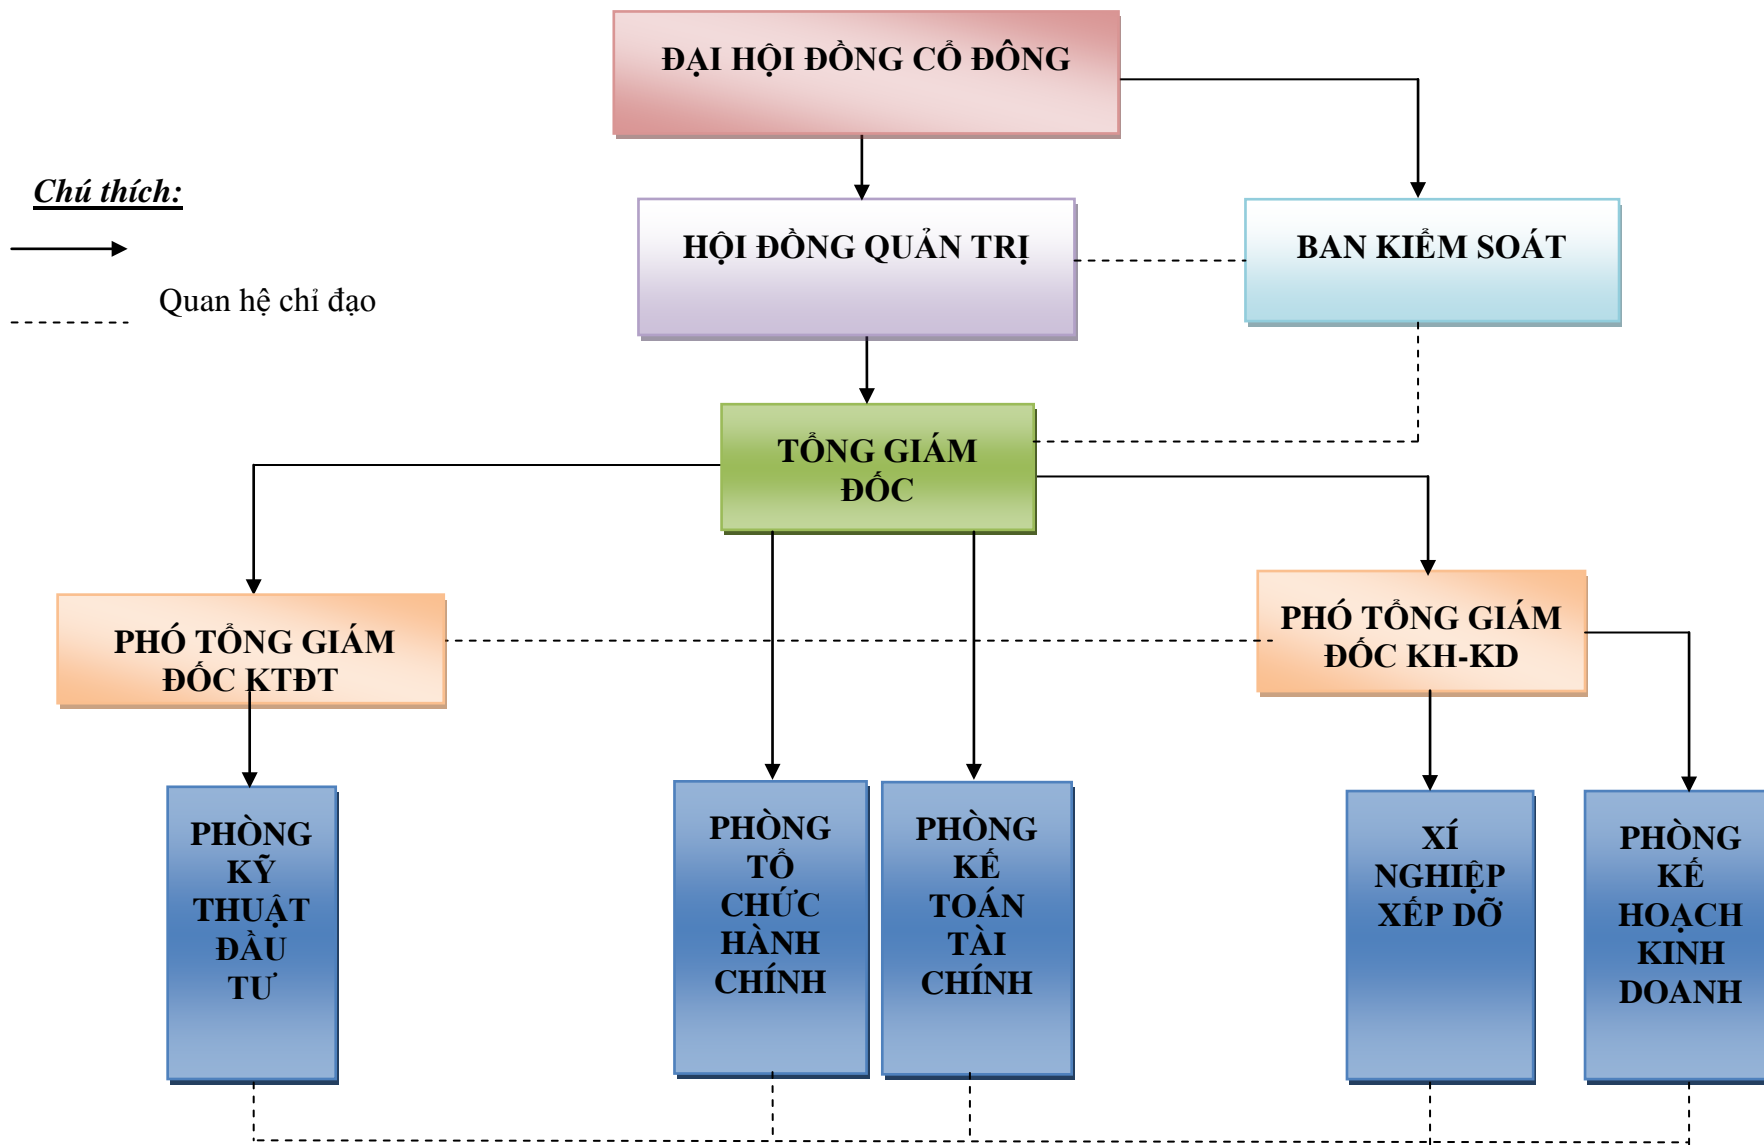 ĐẠI HỘI ĐỒNG CỔ ĐÔNG
Chú thích:
HỘI ĐỒNG QUẢN TRỊ
BAN KIỂM SOÁT
Quan hệ chỉ đạo
TỔNG GIÁM
ĐỐC
PHÓ TỔNG GIÁM
ĐỐC KTĐT
PHÓ TỔNG GIÁM
ĐỐC KH-KD
PHÒNG
KỸ
THUẬT
ĐẦU
TƯ
PHÒNG
TỔ
CHỨC
HÀNH
CHÍNH
PHÒNG
KẾ
TOÁN
TÀI
CHÍNH
XÍ
NGHIỆP
XẾP DỠ
PHÒNG
KẾ
HOẠCH
KINH
DOANH